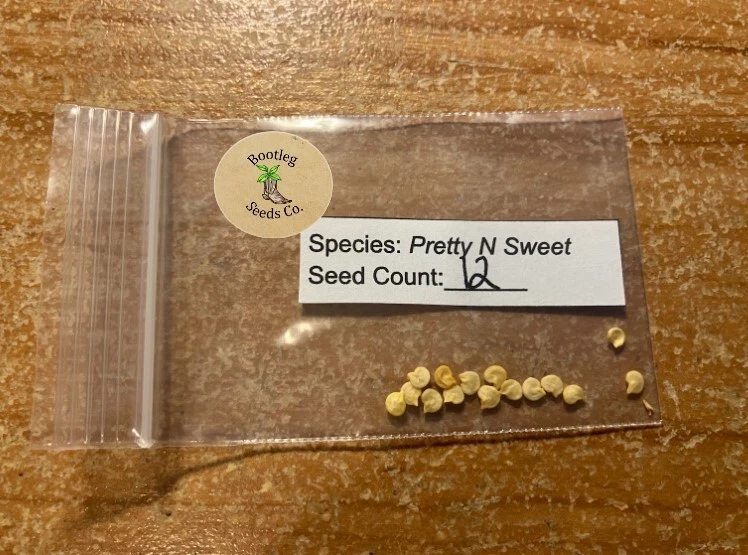 Bootleg
Seeds Co.
Species: Pretty N Sweet
Seed Count: 12